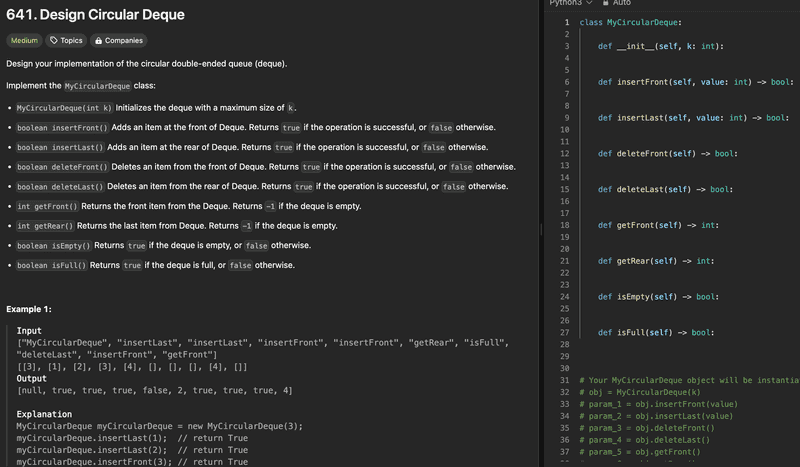 641. Design Circular Deque
Medium Topics Companies
Design your implementation of the circular double-ended queue (deque).
Implement the MyCircularDeque class:
• MyCircularDeque(int k) Initializes the deque with a maximum size of k.
• boolean insertFront() Adds an item at the front of Deque. Returns true if the operation is successful, or false otherwise.
• boolean insertLast() Adds an item at the rear of Deque. Returns true if the operation is successful, or false otherwise.
• boolean deleteFront() Deletes an item from the front of Deque. Returns true if the operation is successful, or false otherwise.
• boolean deleteLast() Deletes an item from the rear of Deque. Returns true if the operation is successful, or false otherwise.
• int getFront() Returns the front item from the Deque. Returns -1 if the deque is empty.
• int getRear() Returns the last item from Deque. Returns -1 if the deque is empty.
• boolean isEmpty() Returns true if the deque is empty, or false otherwise.
• boolean isFull() Returns true if the deque is full, or false otherwise.
Example 1:
Input
["MyCircularDeque", "insertLast", "insertLast", "insertFront", "insertFront", "getRear", "isFull",
"deleteLast", "insertFront", "getFront"]
[[3], [1], [2], [3], [4], [], [], [], [4], []]
Output
[null, true, true, true, false, 2, true, true, true, 4]
Explanation
MyCircularDeque myCircularDeque = new MyCircularDeque(3);
myCircularDeque.insertLast(1);  // return True
myCircularDeque.insertLast(2);  // return True
myCircularDeque.insertFront(3); // return True
Python3 Auto
1 class MyCircularDeque:
2
3     def __init__(self, k: int):
4
5
6     def insertFront(self, value: int) -> bool:
7
8
9     def insertLast(self, value: int) -> bool:
10
11
12     def deleteFront(self) -> bool:
13
14
15     def deleteLast(self) -> bool:
16
17
18     def getFront(self) -> int:
19
20
21     def getRear(self) -> int:
22
23
24     def isEmpty(self) -> bool:
25
26
27     def isFull(self) -> bool:
28
29
30
31 # Your MyCircularDeque object will be instantia
32 # obj = MyCircularDeque(k)
33 # param_1 = obj.insertFront(value)
34 # param_2 = obj.insertLast(value)
35 # param_3 = obj.deleteFront()
36 # param_4 = obj.deleteLast()
37 # param_5 = obj.getFront()